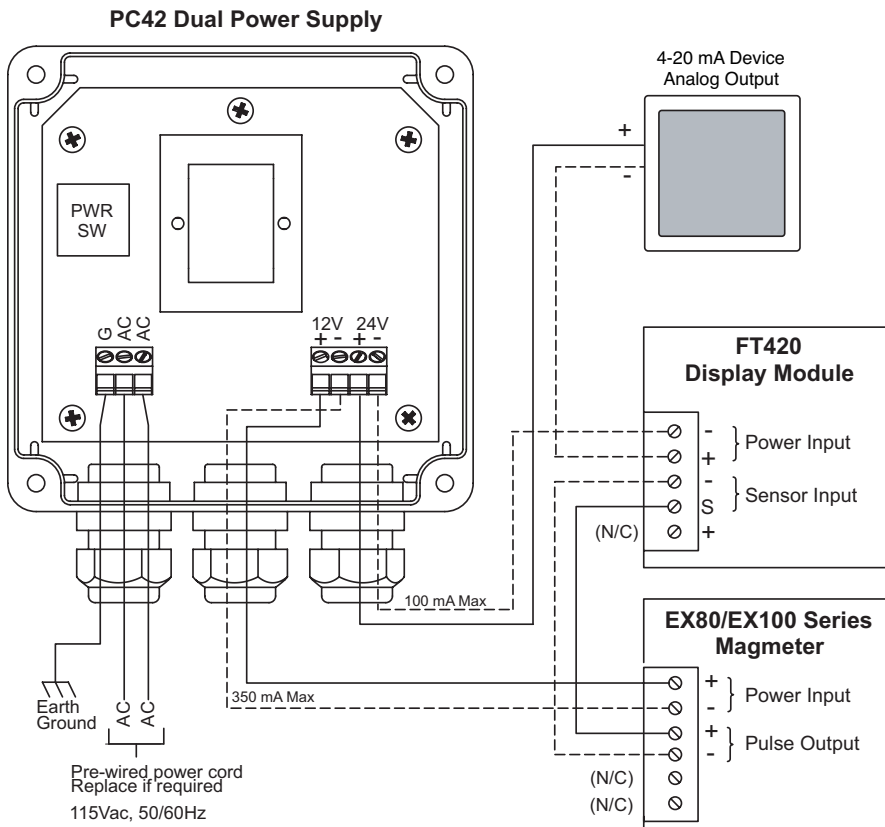 PC42 Dual Power Supply
4-20 mA Device
Analog Output
+
-
PWR
SW
G
AC
AC
12V
24V
+ - + -
FT420
Display Module
-
+
Power Input
-
S
Sensor Input
(N/C)
+
100 mA Max
EX80/EX100 Series
Magmeter
+
-
Power Input
+
-
Pulse Output
(N/C)
(N/C)
350 mA Max
Earth
Ground
AC
AC
Pre-wired power cord
Replace if required
115Vac, 50/60Hz